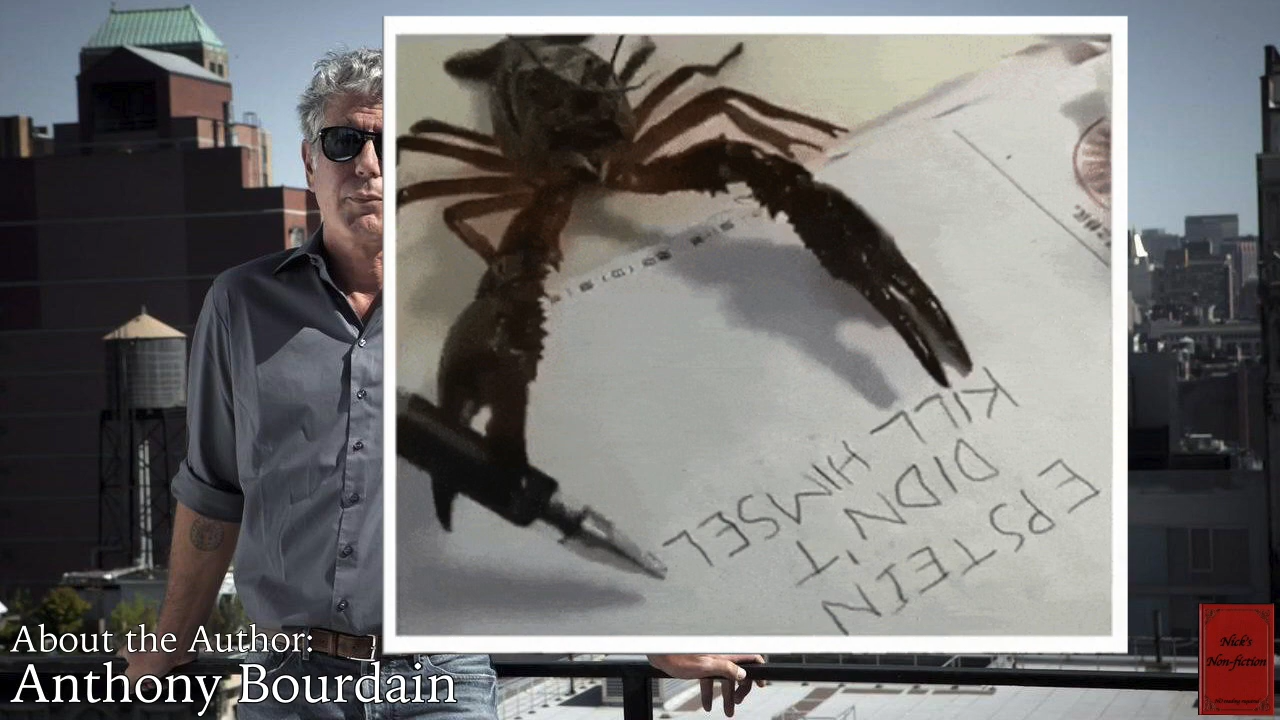 EPSTEIN
DIDN'T
KILL HIMSEL
About the Author:
Anthony Bourdain
Nick's
Non-fiction